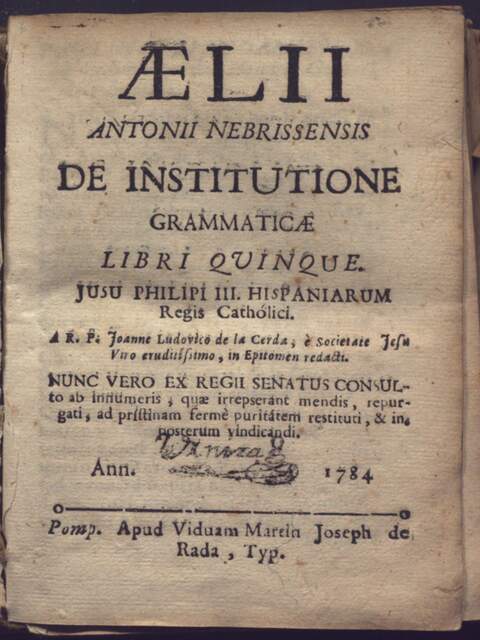 ÆLII
ANTONII NEBRISSENSIS
DE INSTITUTIONE
GRAMMATICÆ
LIBRI QUINQUE.
JUSU PHILIPI III. HISPANIARUM
Regis Cathólici.
A R. P. Joanne Ludovico de la Cerda, è Societate Jesu
Viro eruditissimo, in Epitomen redacti.
NUNC VERO EX REGII SENATUS CONSUL-
to ab innumeris, quæ irrepserant mendis, repur-
gati, ad pristinam fermè puritátem restituti, & in
posterum vindicandi.
Ann. 1784
Pomp. Apud Viduam Martin Joseph de
Rada, Typ.